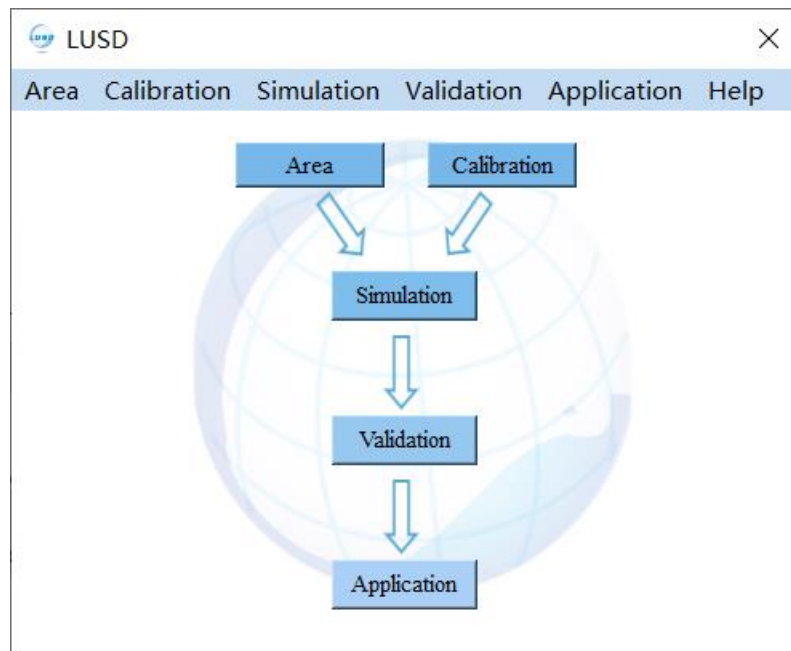 LUSD
Area Calibration Simulation Validation Application Help
Area Calibration
Simulation
Validation
Application